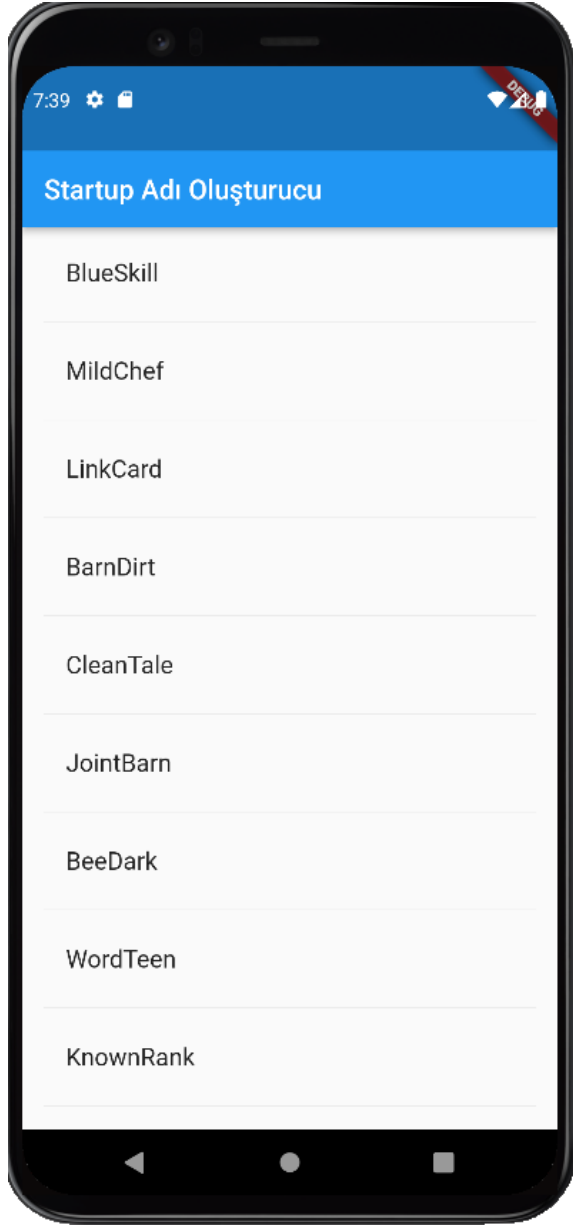 7:39
DEBUG
Startup Adı Oluşturucu
BlueSkill
MildChef
LinkCard
BarnDirt
CleanTale
JointBarn
BeeDark
WordTeen
KnownRank